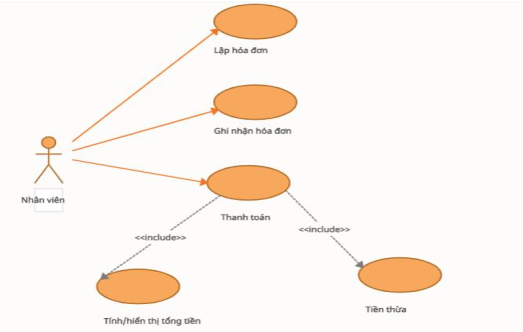 Lập hóa đơn
Ghi nhận hóa đơn
Nhân viên
Thanh toán
<<include>>
<<include>>
Tiền thừa
Tính/hiển thị tổng tiền